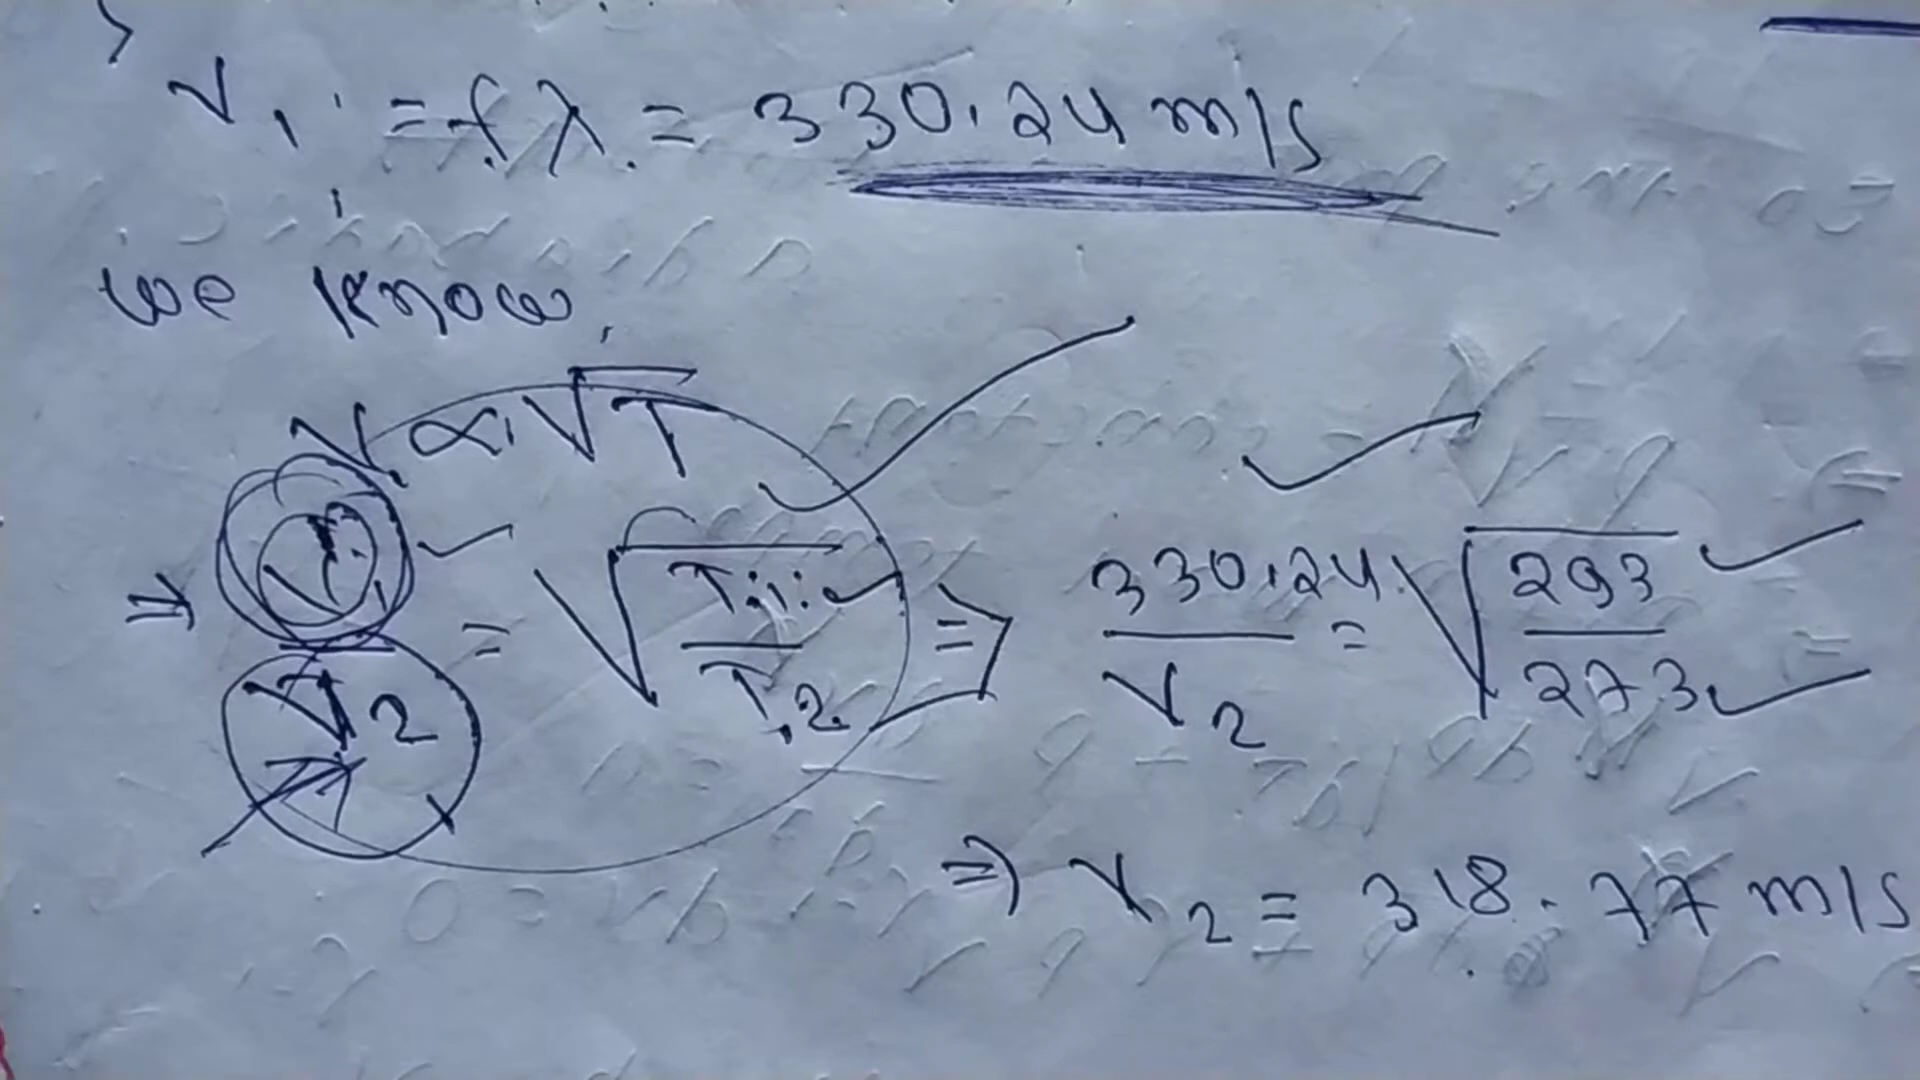 V₁ = fλ = 330.24 m/s
we know,
V ∝ √T
⇒ V₁/V₂ = √(T₁/T₂) ⇒ 330.24/V₂ = √(293/273)
⇒ V₂ = 318.77 m/s